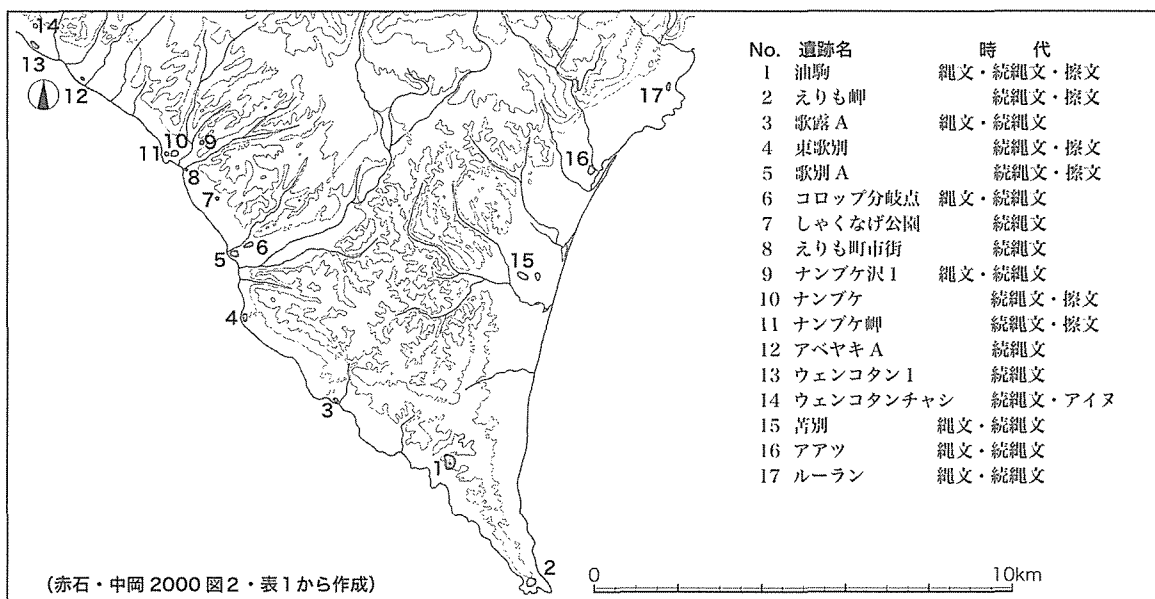 No. 遺跡名 時 代
1 油駒 縄文・続縄文・擦文
2 えりも岬 続縄文・擦文
3 歌露 A 縄文・続縄文
4 東歌別 続縄文・擦文
5 歌別 A 続縄文・擦文
6 コロップ分岐点 縄文・続縄文
7 しゃくなげ公園 続縄文
8 えりも町市街 続縄文
9 ナンブケ沢 1 縄文・続縄文
10 ナンブケ 続縄文・擦文
11 ナンブケ岬 続縄文・擦文
12 アベヤキ A 続縄文
13 ウェンコタン 1 続縄文
14 ウェンコタンチャシ 続縄文・アイヌ
15 苫別 縄文・続縄文
16 アアツ 縄文・続縄文
17 ルーラン 縄文・続縄文
14
13
12
17
10
9
11
8
16
7
6
5
15
4
3
1
2
0 10km
(赤石・中岡 2000 図2・表1から作成)